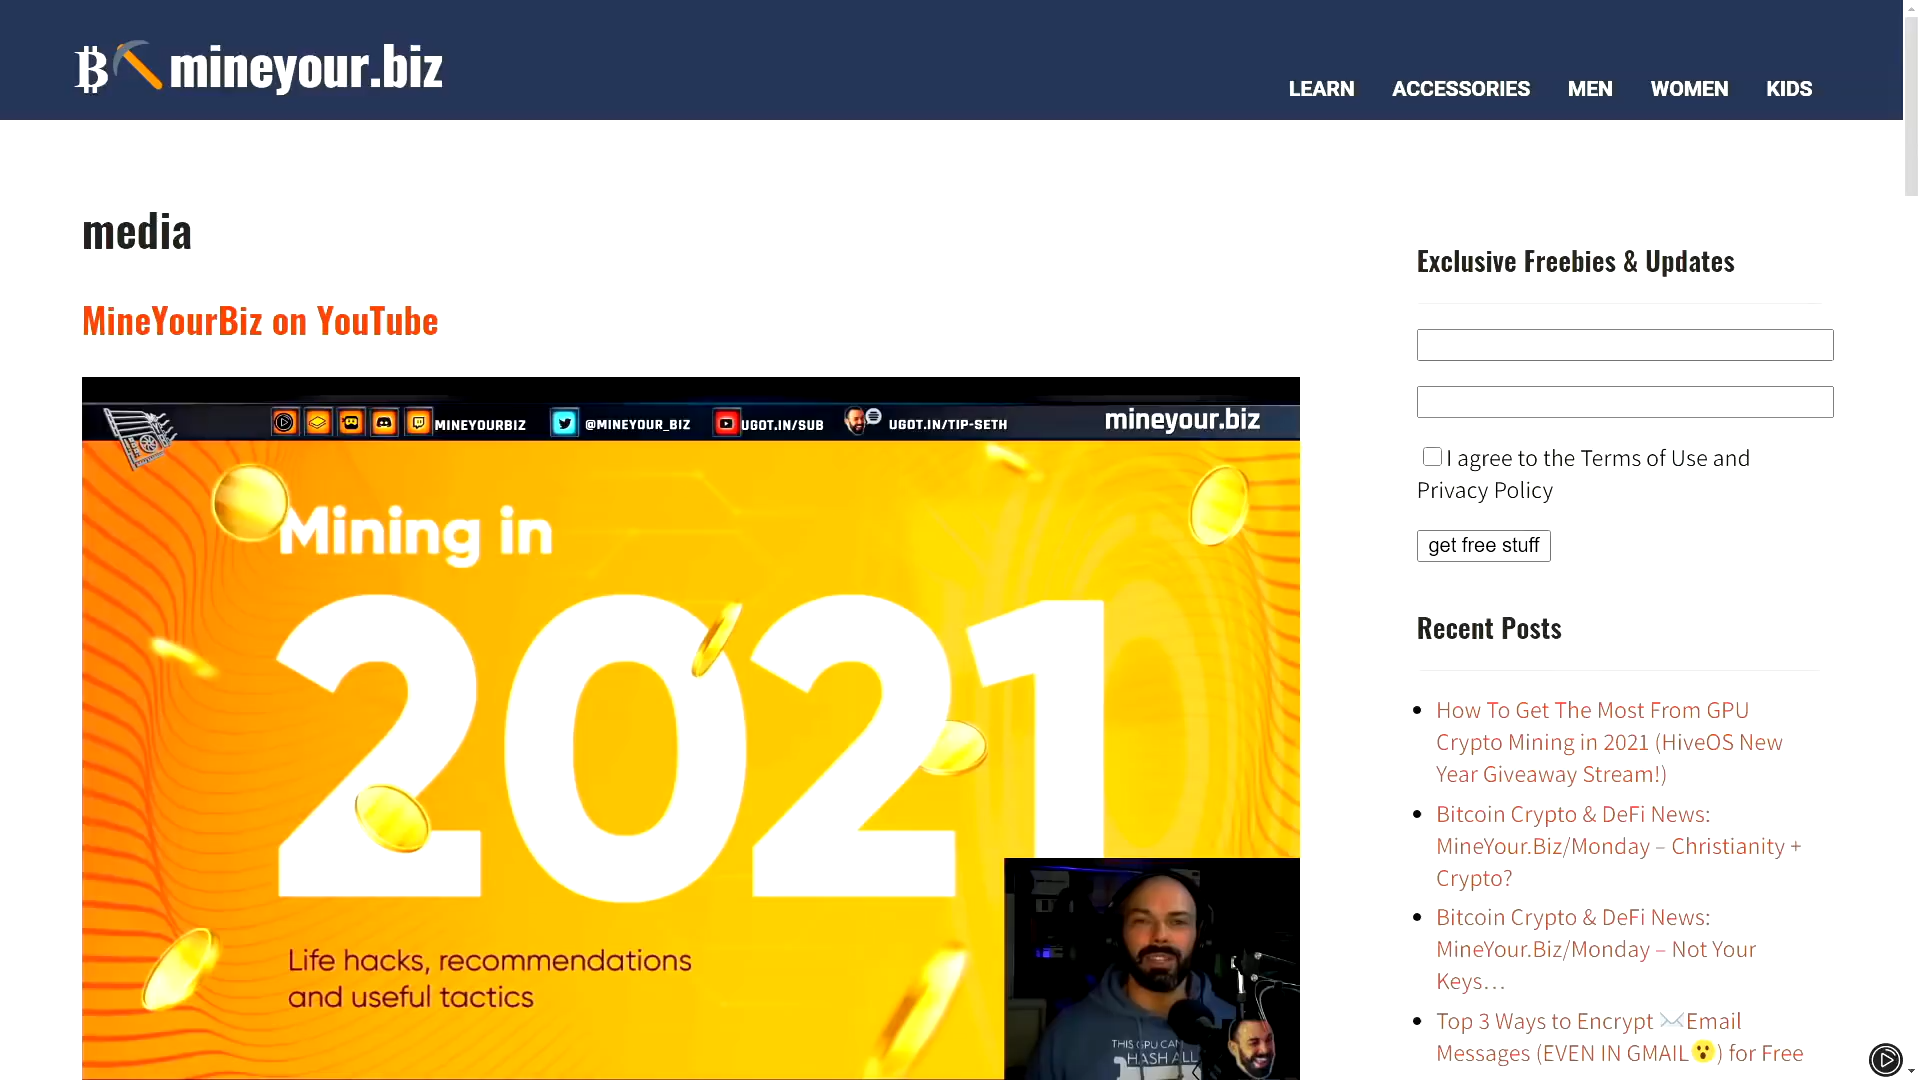 mineyour.biz
LEARN ACCESSORIES MEN WOMEN KIDS
media
MineYourBiz on YouTube
MINEYOURBIZ @MINEYOUR_BIZ UGOT.IN/SUB UGOT.IN/TIP-SETH mineyour.biz
Mining in
2021
Life hacks, recommendations
and useful tactics
THIS GPU CAN
HASH ALL
Exclusive Freebies & Updates
I agree to the Terms of Use and
Privacy Policy
get free stuff
Recent Posts
How To Get The Most From GPU
Crypto Mining in 2021 (HiveOS New
Year Giveaway Stream!)
Bitcoin Crypto & DeFi News:
MineYour.Biz/Monday – Christianity +
Crypto?
Bitcoin Crypto & DeFi News:
MineYour.Biz/Monday – Not Your
Keys…
Top 3 Ways to Encrypt ✉️Email
Messages (EVEN IN GMAIL😮) for Free